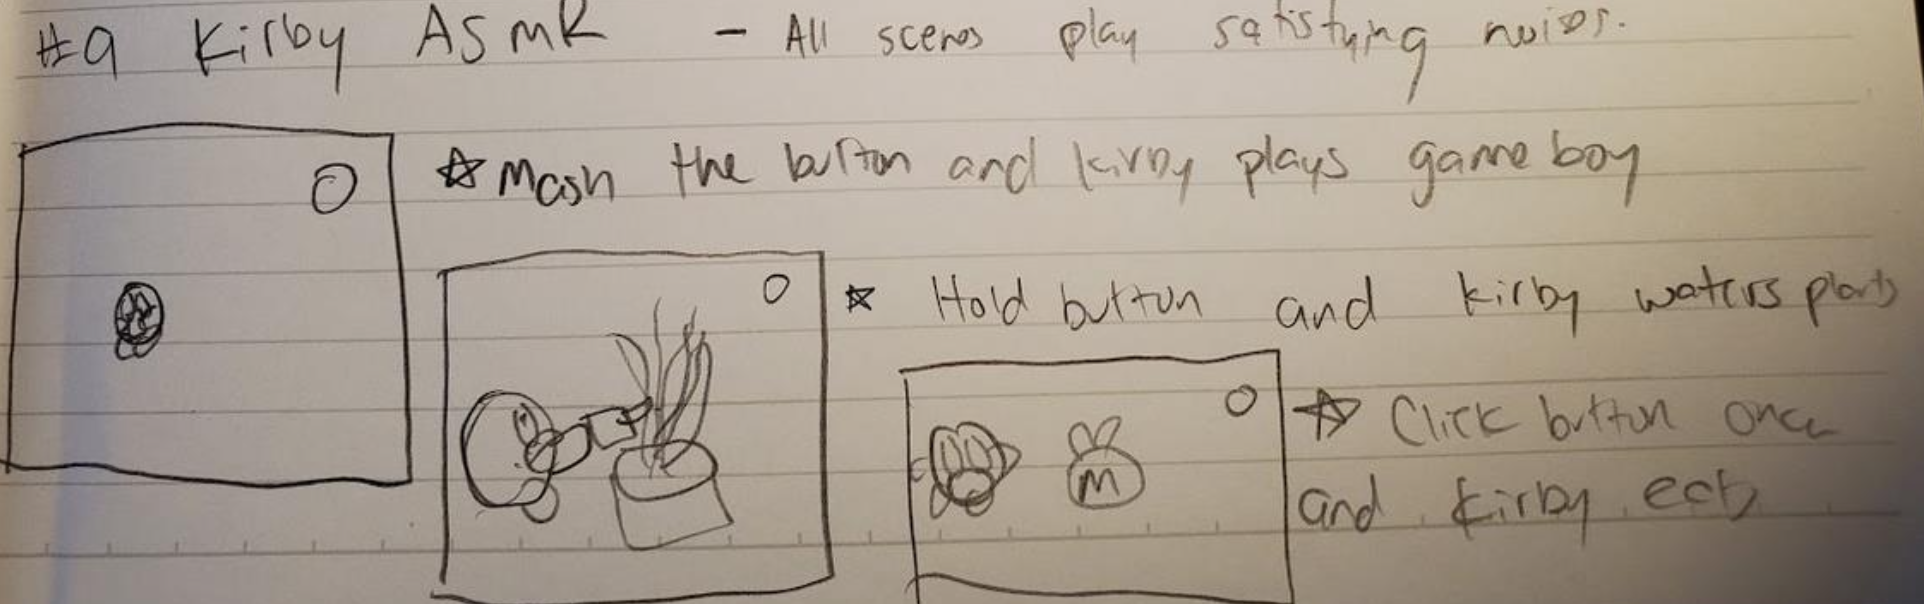 #9 Kirby ASMR - All scenes play satisfying noises.
☆ Mash the button and kirby plays game boy
☆ Hold button and kirby waters plants
M
☆ Click button once
and kirby eats